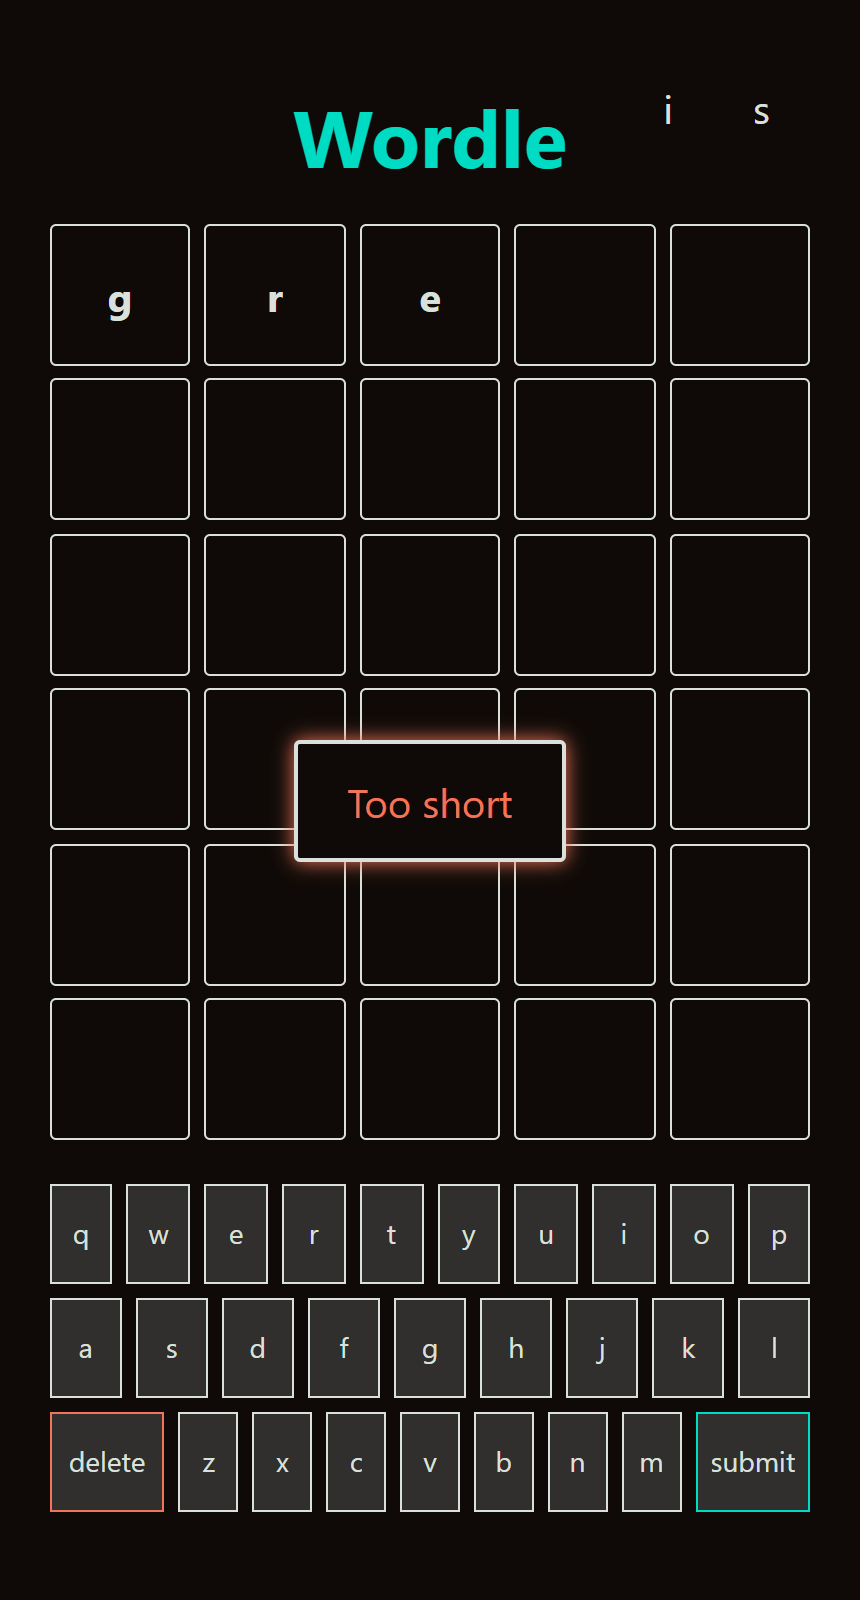 Wordle i s
g r e
Too short
q w e r t y u i o p
a s d f g h j k l
delete z x c v b n m submit